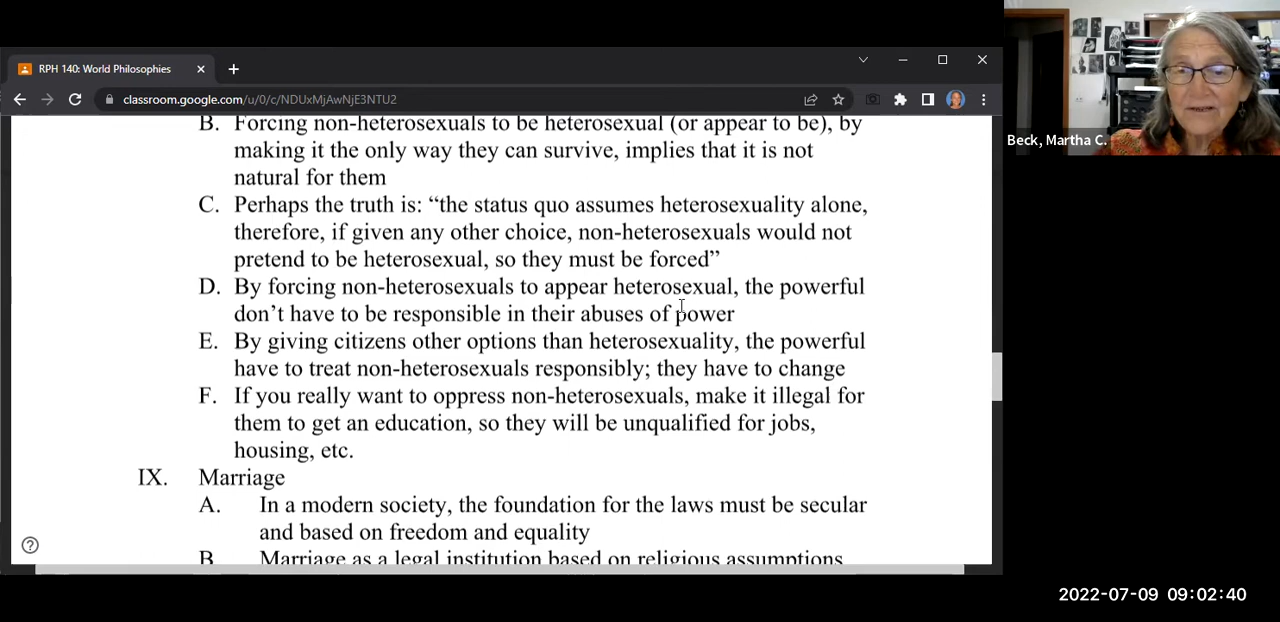 RPH 140: World Philosophies
classroom.google.com/u/0/c/NDUxMjAwNjE3NTU2
B. Forcing non-heterosexuals to be heterosexual (or appear to be), by
making it the only way they can survive, implies that it is not
natural for them
C. Perhaps the truth is: “the status quo assumes heterosexuality alone,
therefore, if given any other choice, non-heterosexuals would not
pretend to be heterosexual, so they must be forced”
D. By forcing non-heterosexuals to appear heterosexual, the powerful
don’t have to be responsible in their abuses of power
E. By giving citizens other options than heterosexuality, the powerful
have to treat non-heterosexuals responsibly; they have to change
F. If you really want to oppress non-heterosexuals, make it illegal for
them to get an education, so they will be unqualified for jobs,
housing, etc.
IX. Marriage
A. In a modern society, the foundation for the laws must be secular
and based on freedom and equality
B Marriage as a legal institution based on religious assumptions
Beck, Martha C.
2022-07-09 09:02:40